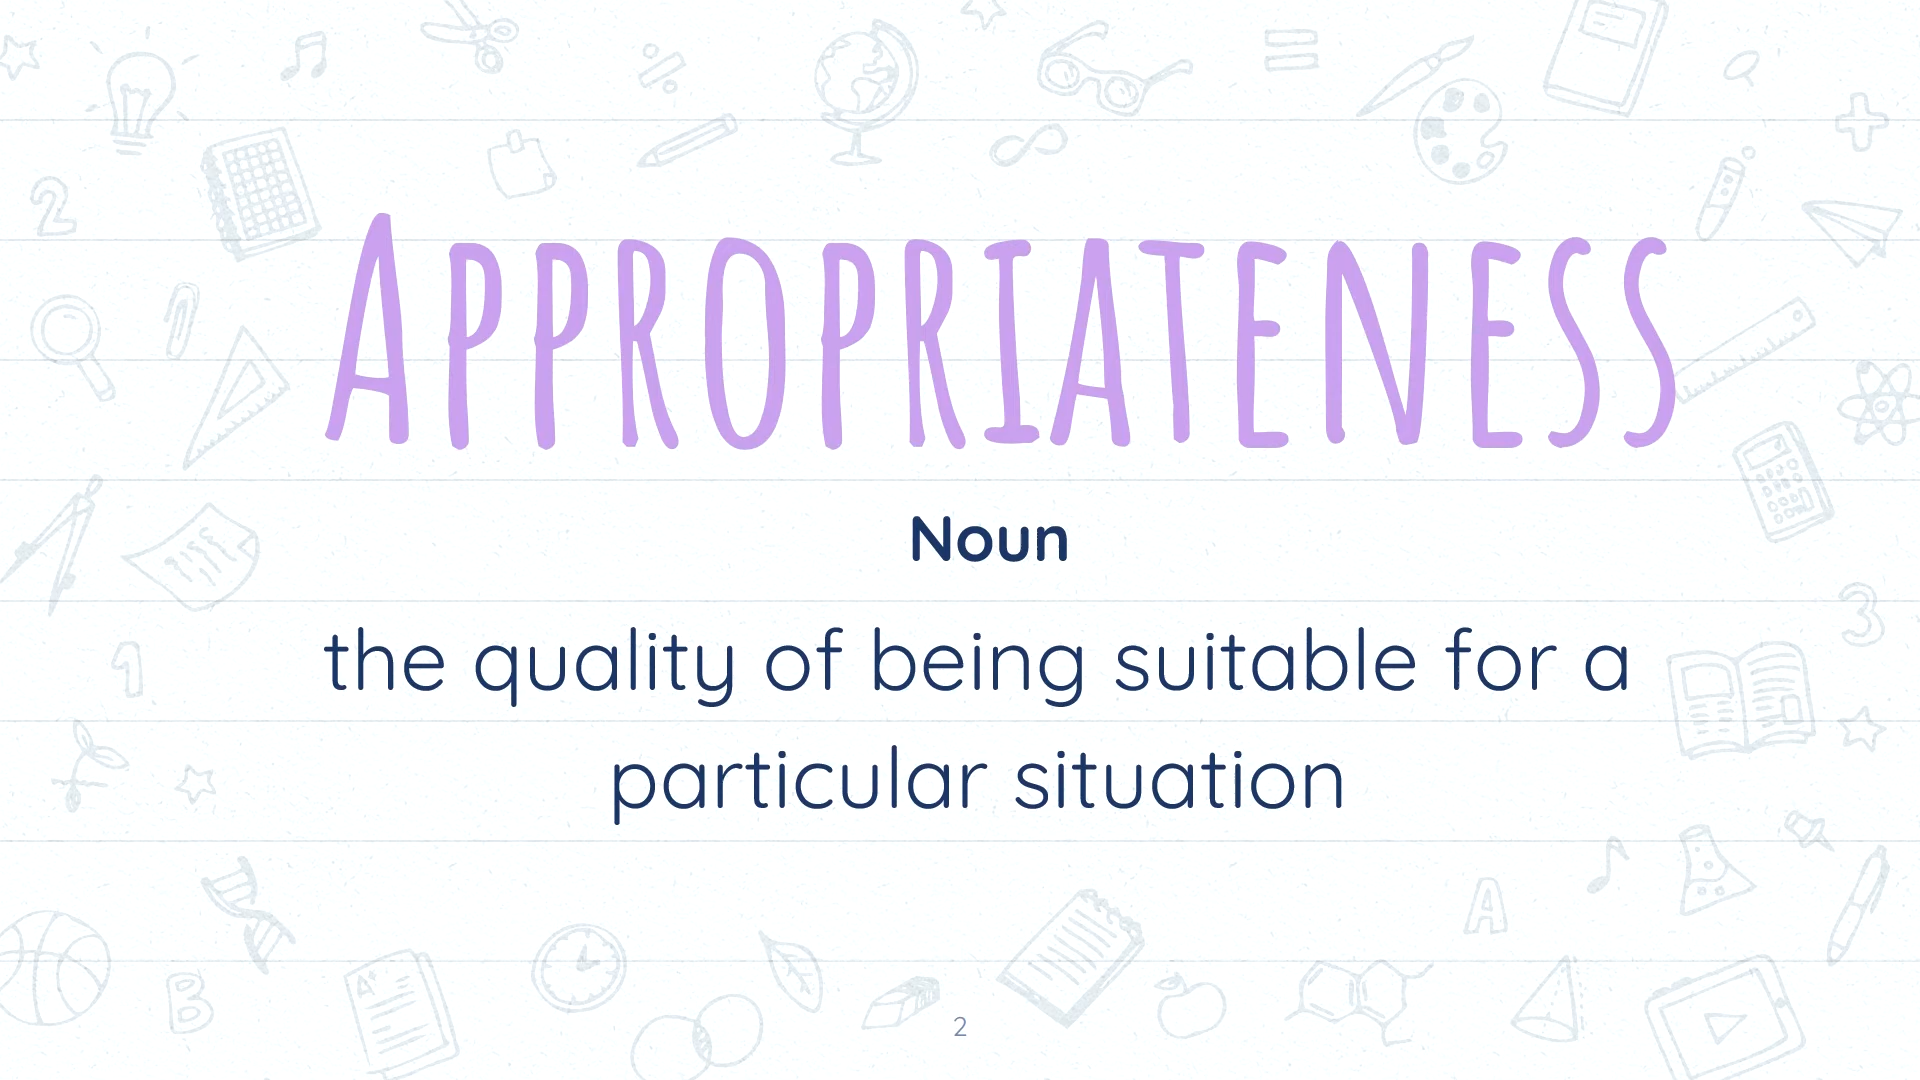 Appropriateness
Noun
the quality of being suitable for a
particular situation
2